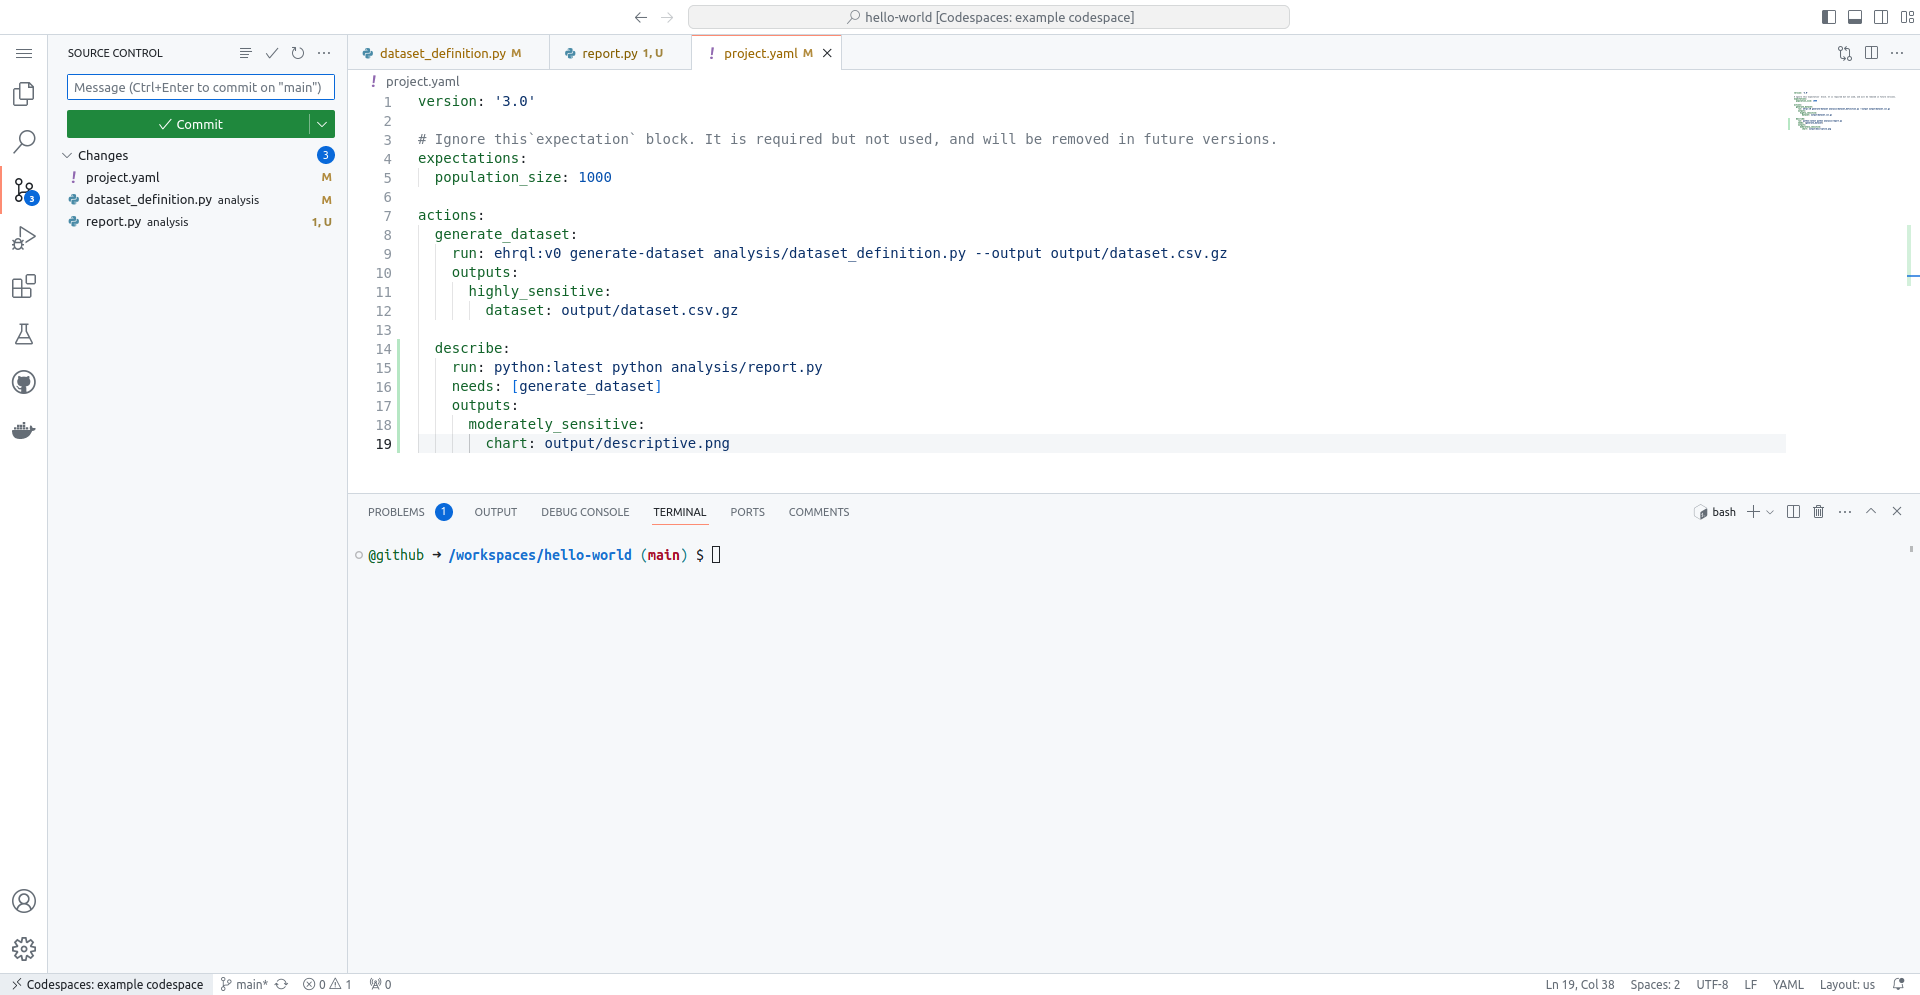 hello-world [Codespaces: example codespace]
SOURCE CONTROL
Message (Ctrl+Enter to commit on "main")
Commit
Changes 3
project.yaml M
dataset_definition.py analysis M
report.py analysis 1, U
3
dataset_definition.py M
report.py 1, U
project.yaml M
project.yaml
1 version: '3.0'
2
3 # Ignore this`expectation` block. It is required but not used, and will be removed in future versions.
4 expectations:
5 population_size: 1000
6
7 actions:
8 generate_dataset:
9 run: ehrql:v0 generate-dataset analysis/dataset_definition.py --output output/dataset.csv.gz
10 outputs:
11 highly_sensitive:
12 dataset: output/dataset.csv.gz
13
14 describe:
15 run: python:latest python analysis/report.py
16 needs: [generate_dataset]
17 outputs:
18 moderately_sensitive:
19 chart: output/descriptive.png
PROBLEMS 1 OUTPUT DEBUG CONSOLE TERMINAL PORTS COMMENTS
bash
@github ➜ /workspaces/hello-world (main) $
Codespaces: example codespace main* 0 1 0
Ln 19, Col 38 Spaces: 2 UTF-8 LF YAML Layout: us